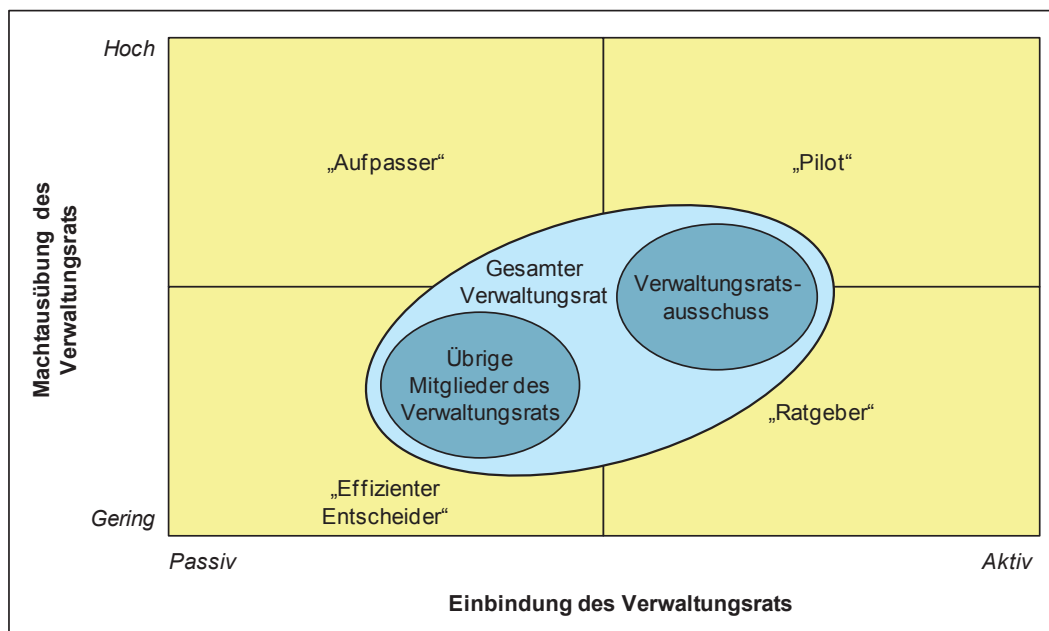 Hoch
„Aufpasser“
„Pilot“
Machtausübung des
Verwaltungsrats
Gesamter
Verwaltungsrat
Verwaltungsrats-
ausschuss
Übrige
Mitglieder des
Verwaltungsrats
„Ratgeber“
„Effizienter
Entscheider“
Gering
Passiv
Aktiv
Einbindung des Verwaltungsrats